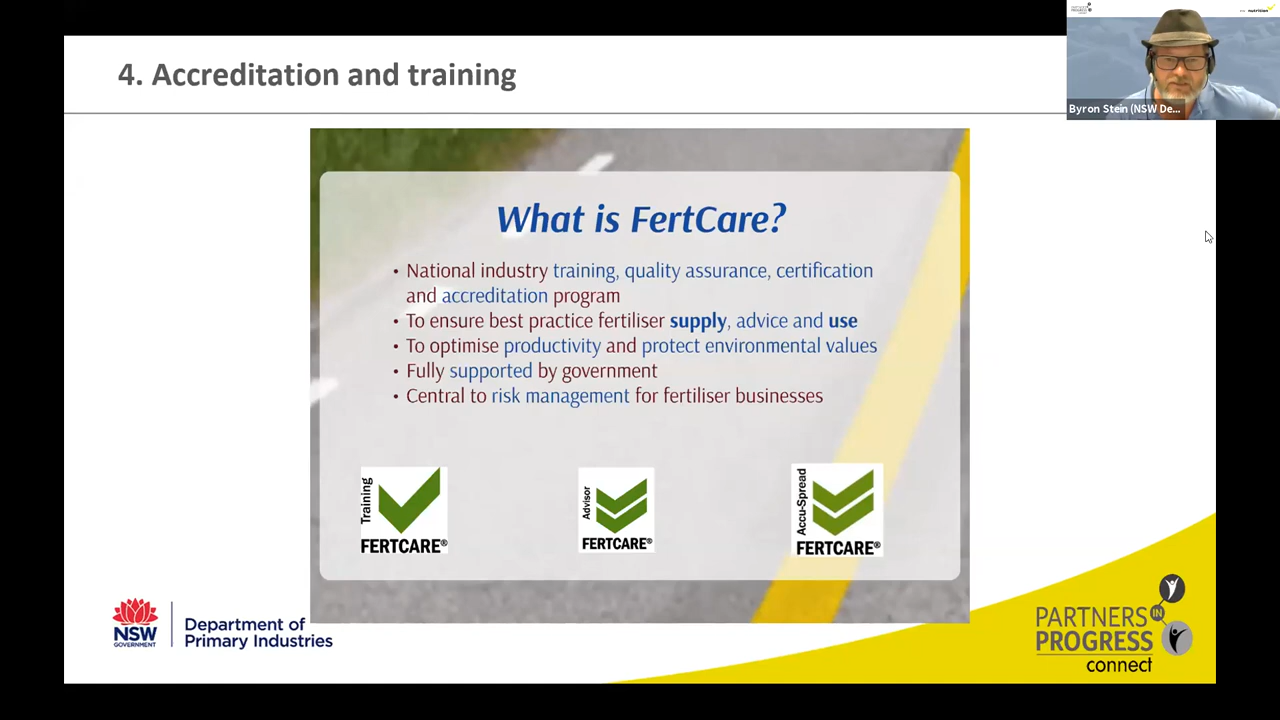 4. Accreditation and training
Byron Stein (NSW De...
What is FertCare?
• National industry training, quality assurance, certification
and accreditation program
• To ensure best practice fertiliser supply, advice and use
• To optimise productivity and protect environmental values
• Fully supported by government
• Central to risk management for fertiliser businesses
Training
FERTCARE®
Advisor
FERTCARE®
Accu-Spread
FERTCARE®
NSW
GOVERNMENT
Department of
Primary Industries
PARTNERS IN
PROGRESS
connect